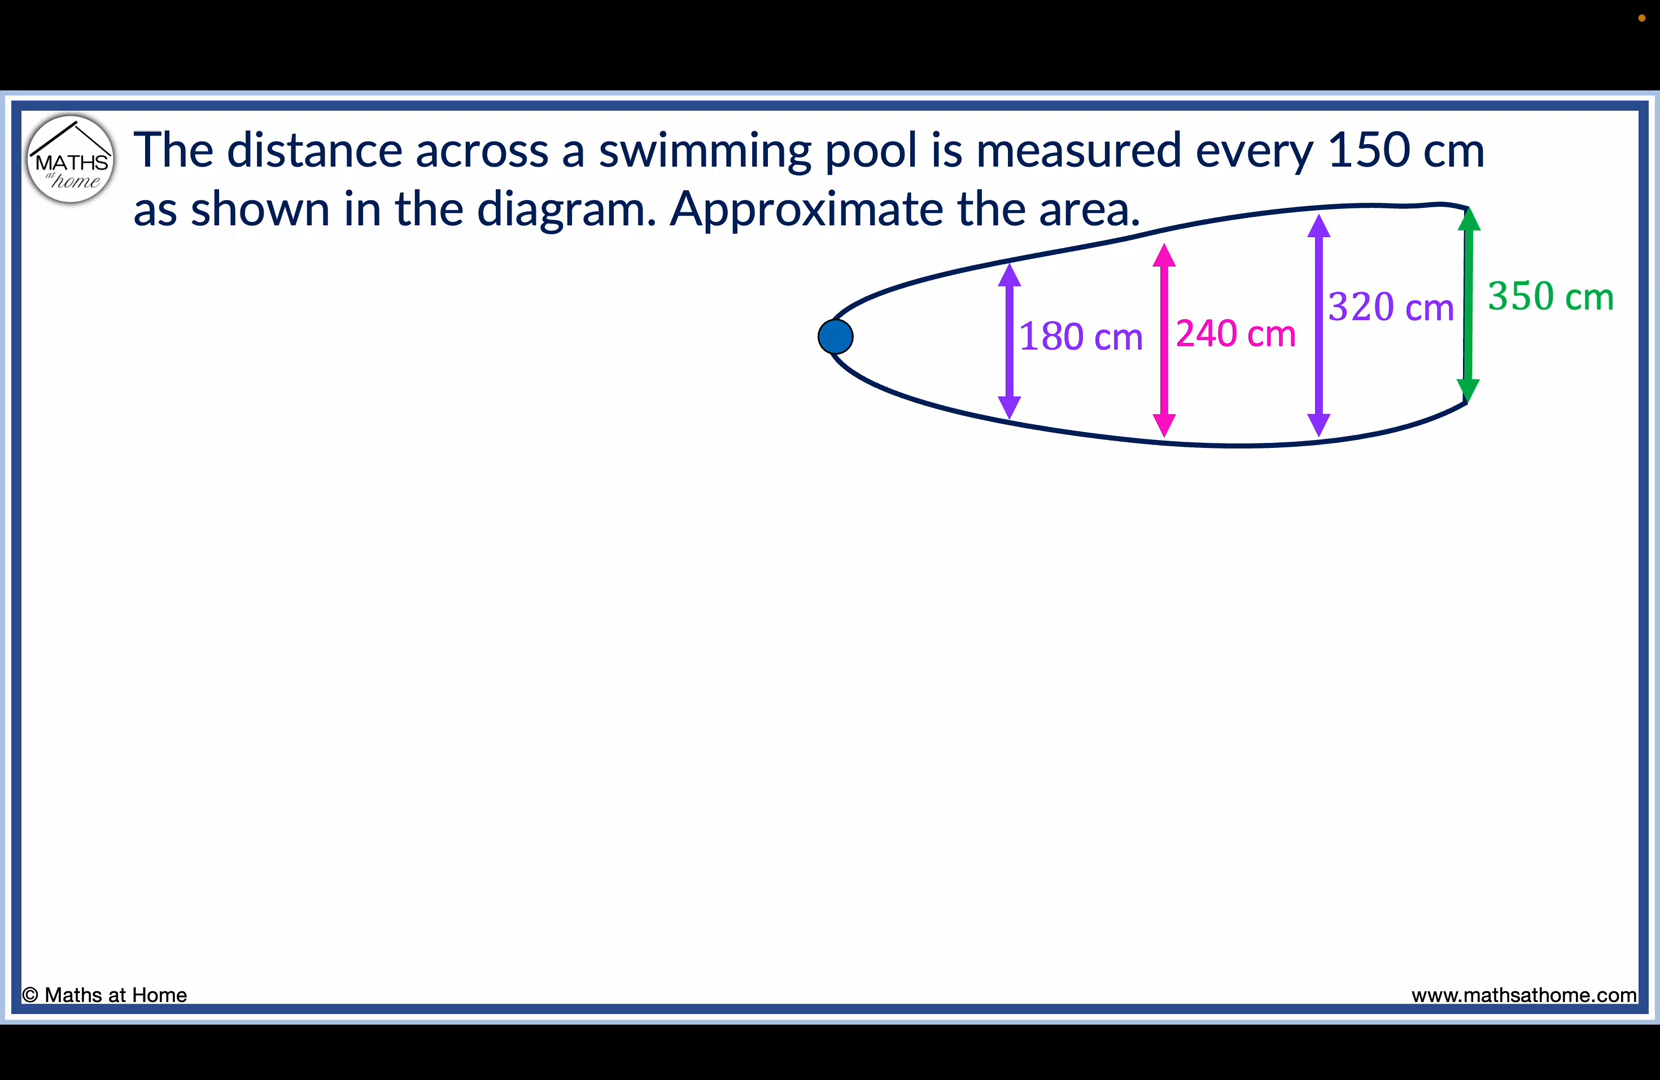 MATHS
at
home
The distance across a swimming pool is measured every 150 cm
as shown in the diagram. Approximate the area.
180 cm
240 cm
320 cm
350 cm
© Maths at Home
www.mathsathome.com